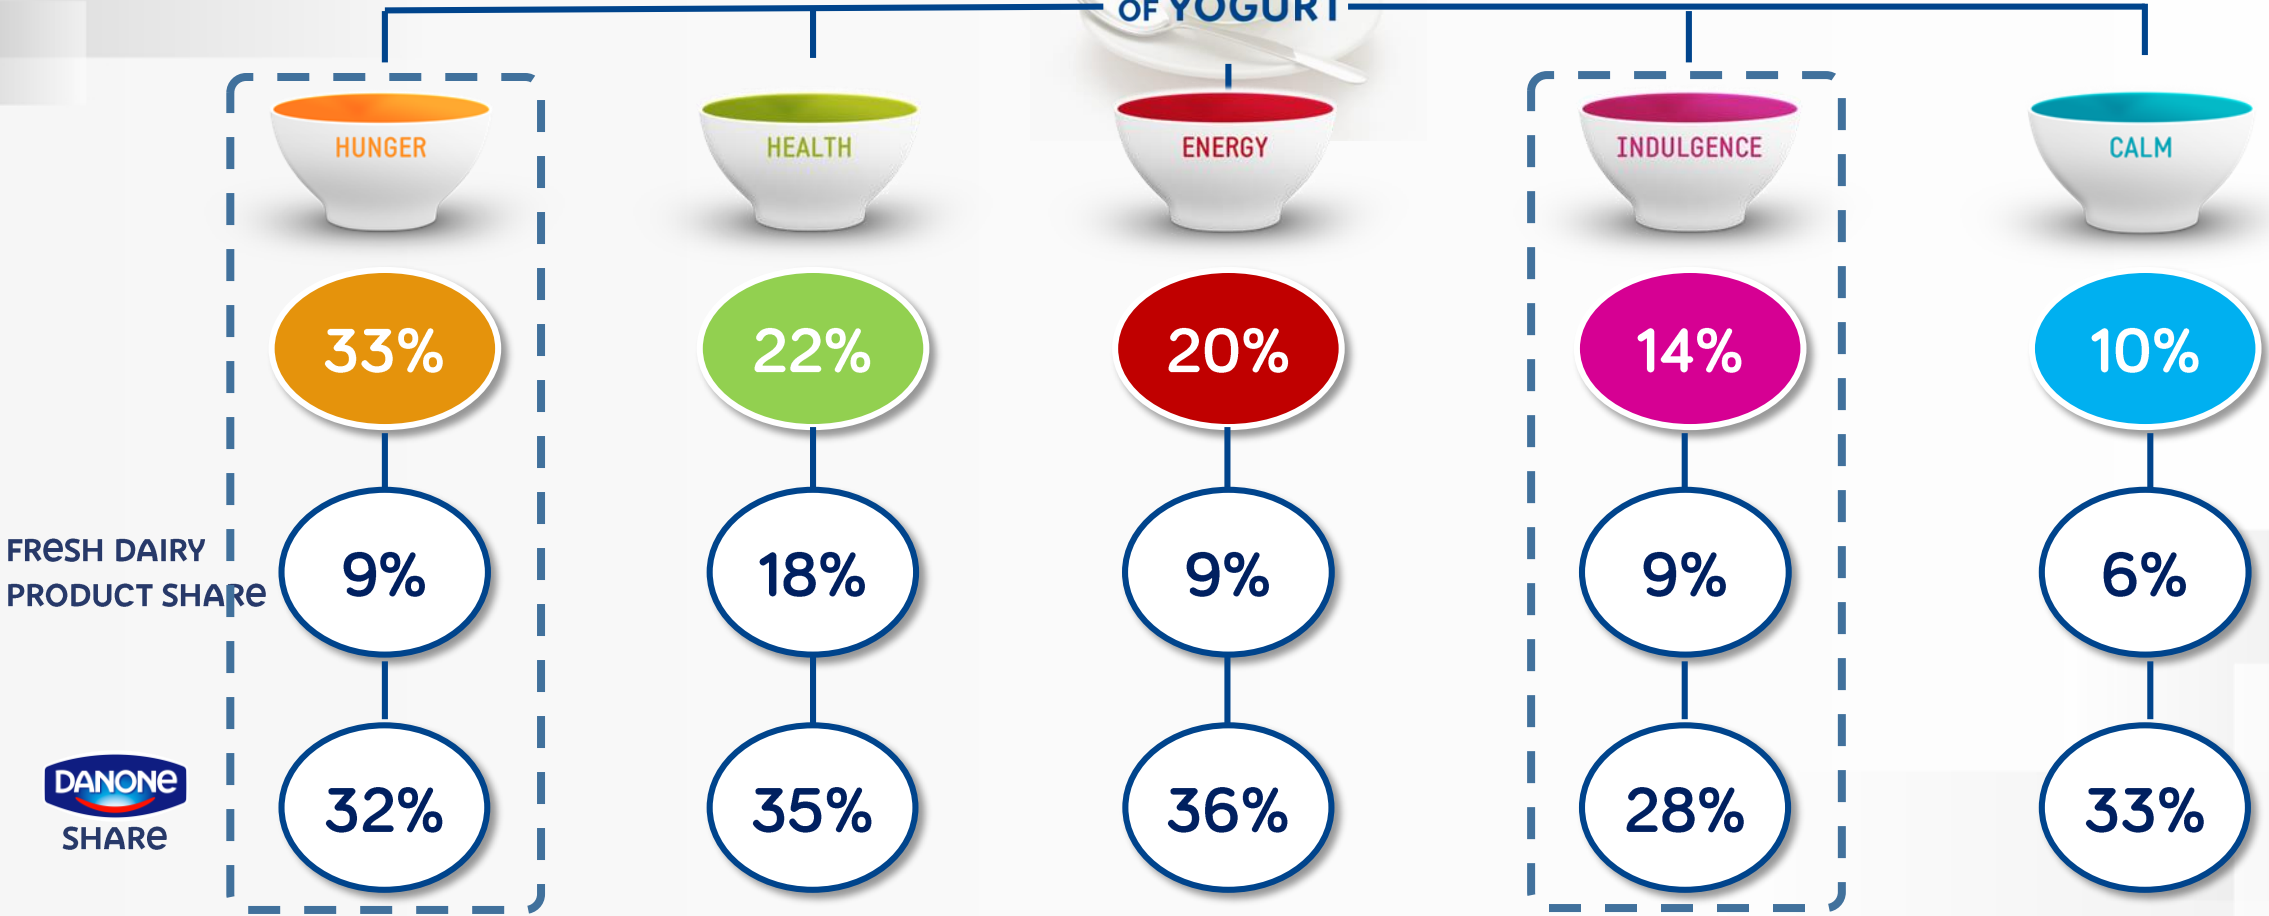 OF YOGURT
HUNGER
HEALTH
ENERGY
INDULGENCE
CALM
33%
22%
20%
14%
10%
FRESH DAIRY
PRODUCT SHARE
9%
18%
9%
9%
6%
DANONE
SHARE
32%
35%
36%
28%
33%